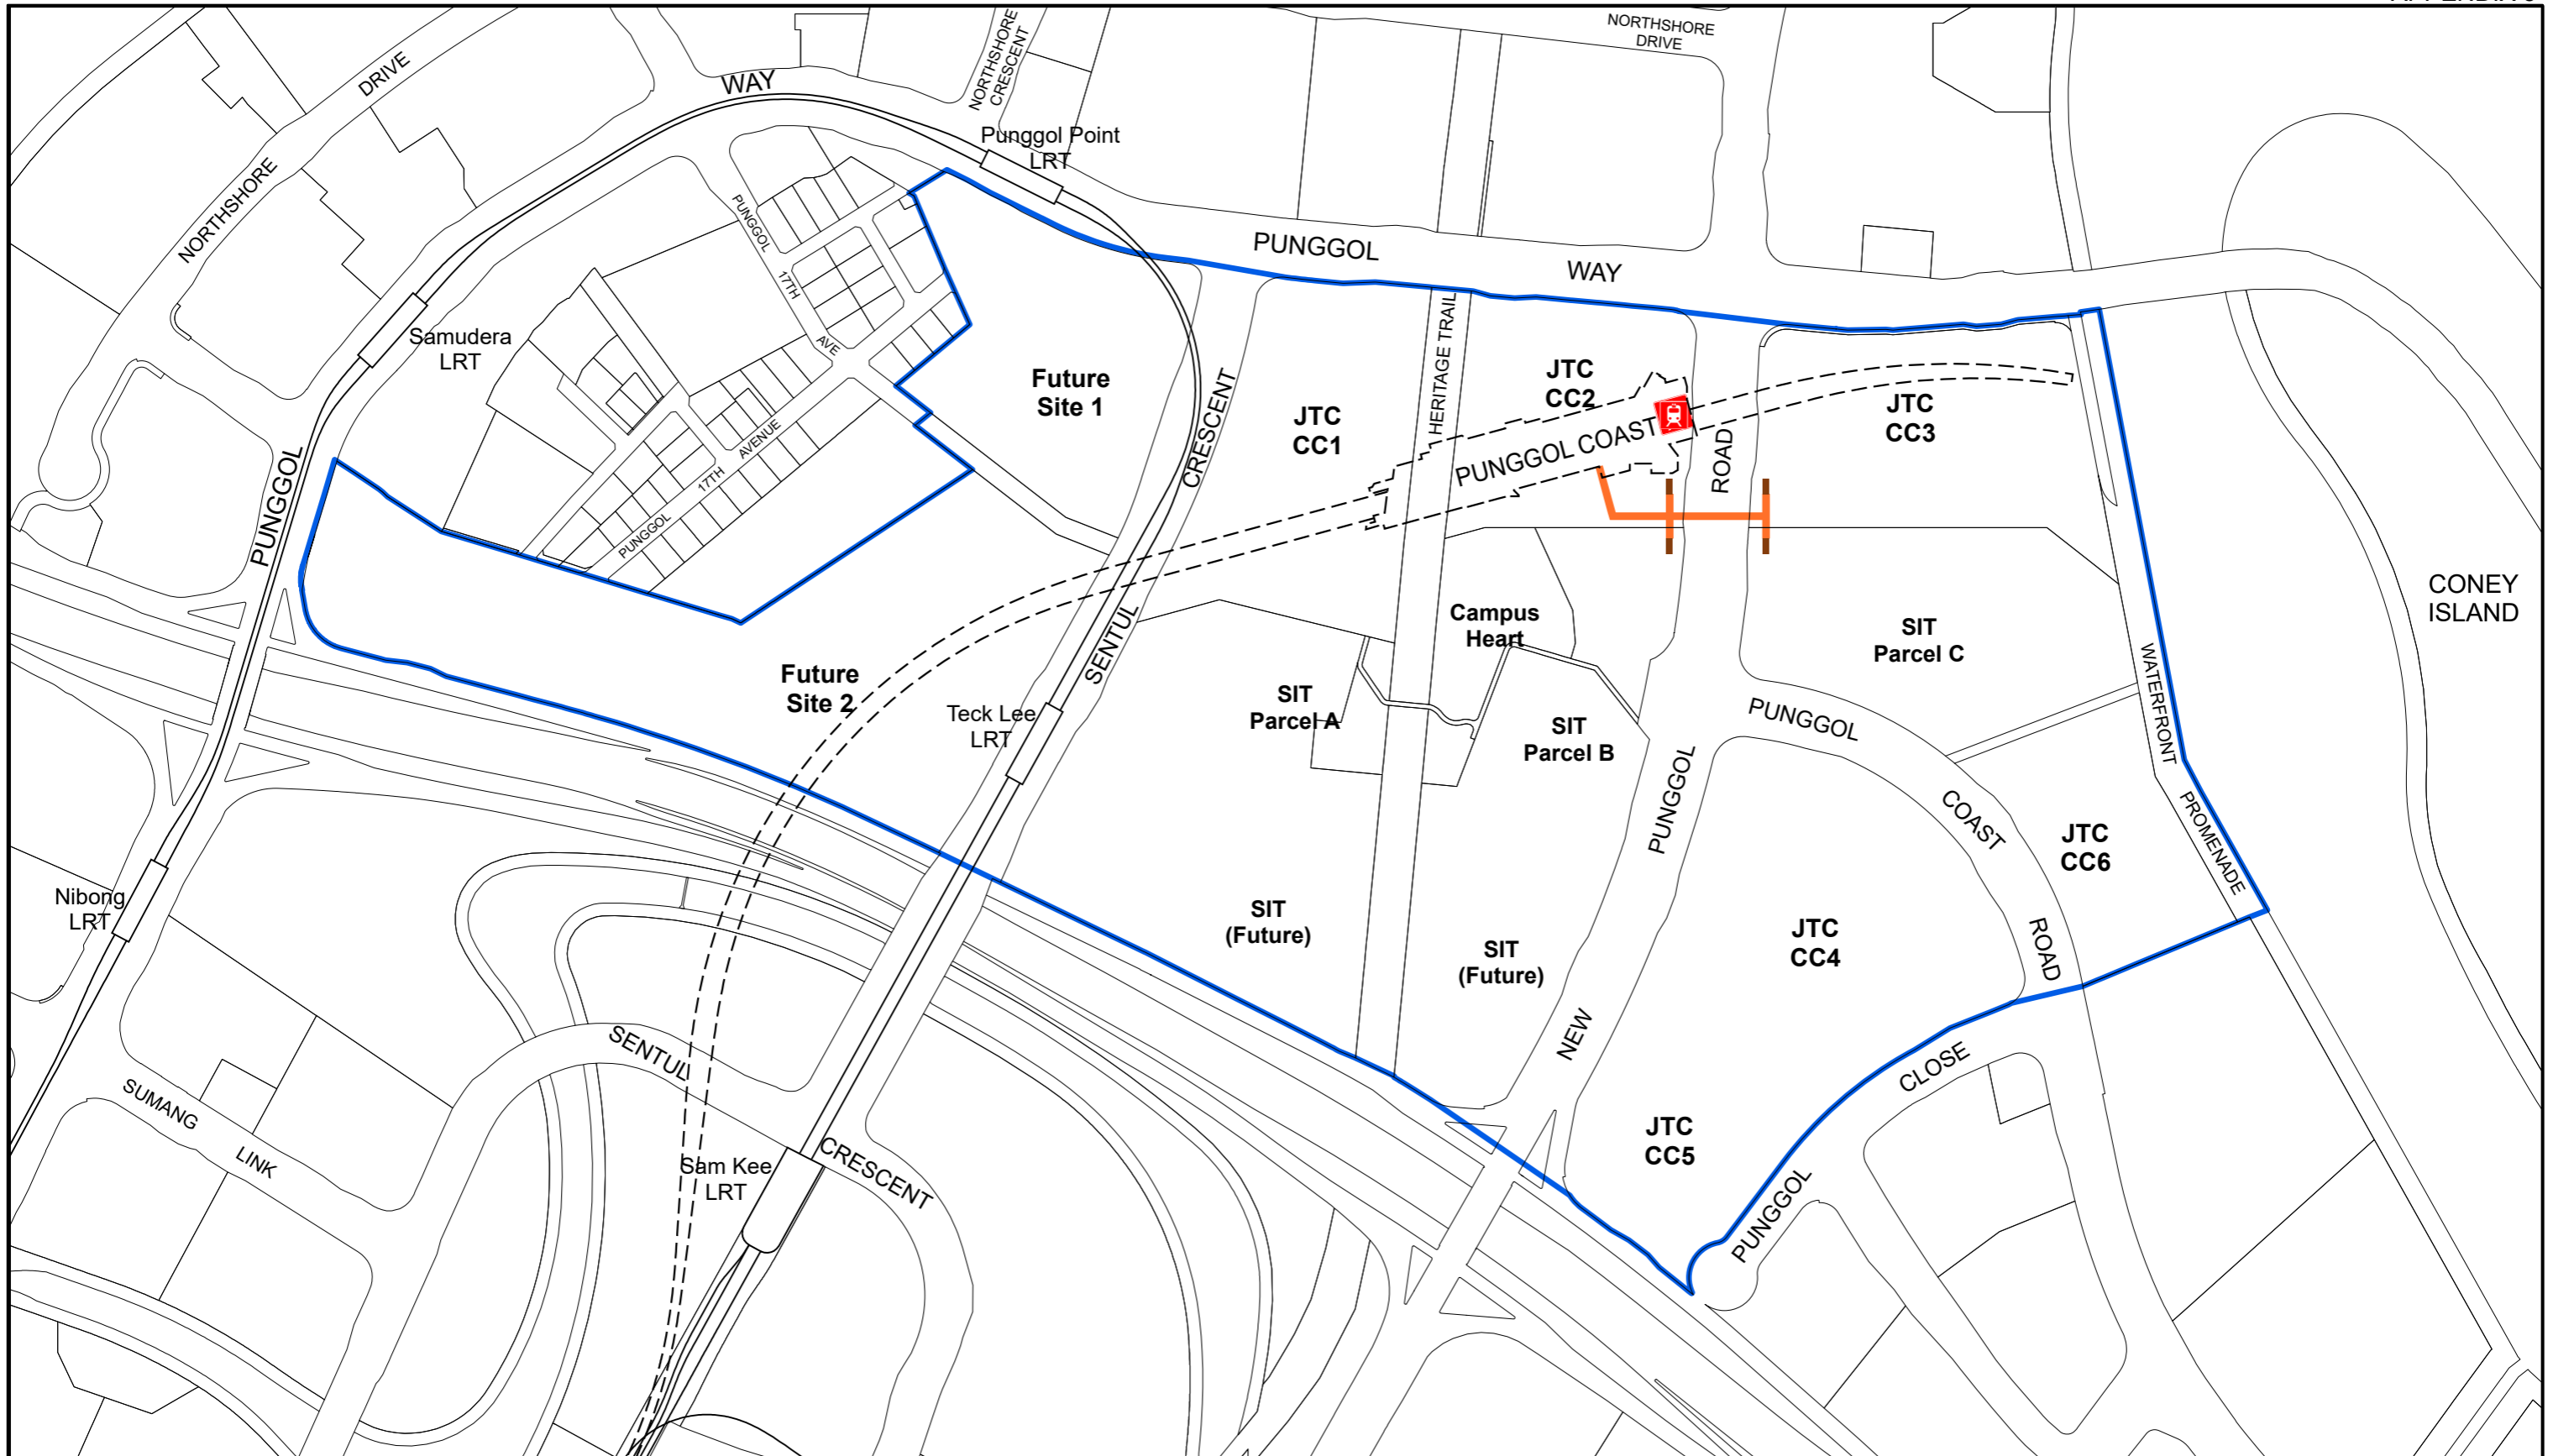 NORTHSHORE
DRIVE
WAY
NORTHSHORE
CRESCENT
NORTHSHORE
DRIVE
Punggol Point
LRT
PUNGGOL
17TH
AVE
PUNGGOL
WAY
Samudera
LRT
Future
Site 1
CRESCENT
SENTUL
JTC
CC1
HERITAGE TRAIL
JTC
CC2
PUNGGOL COAST
ROAD
JTC
CC3
PUNGGOL
PUNGGOL
17TH
AVENUE
CONEY
ISLAND
Campus
Heart
SIT
Parcel C
Future
Site 2
Teck Lee
LRT
SIT
Parcel A
SIT
Parcel B
PUNGGOL
COAST
ROAD
WATERFRONT
PROMENADE
NEW
PUNGGOL
JTC
CC6
JTC
CC4
Nibong
LRT
SIT
(Future)
SIT
(Future)
SENTUL
CRESCENT
SUMANG
LINK
Sam Kee
LRT
JTC
CC5
PUNGGOL
CLOSE